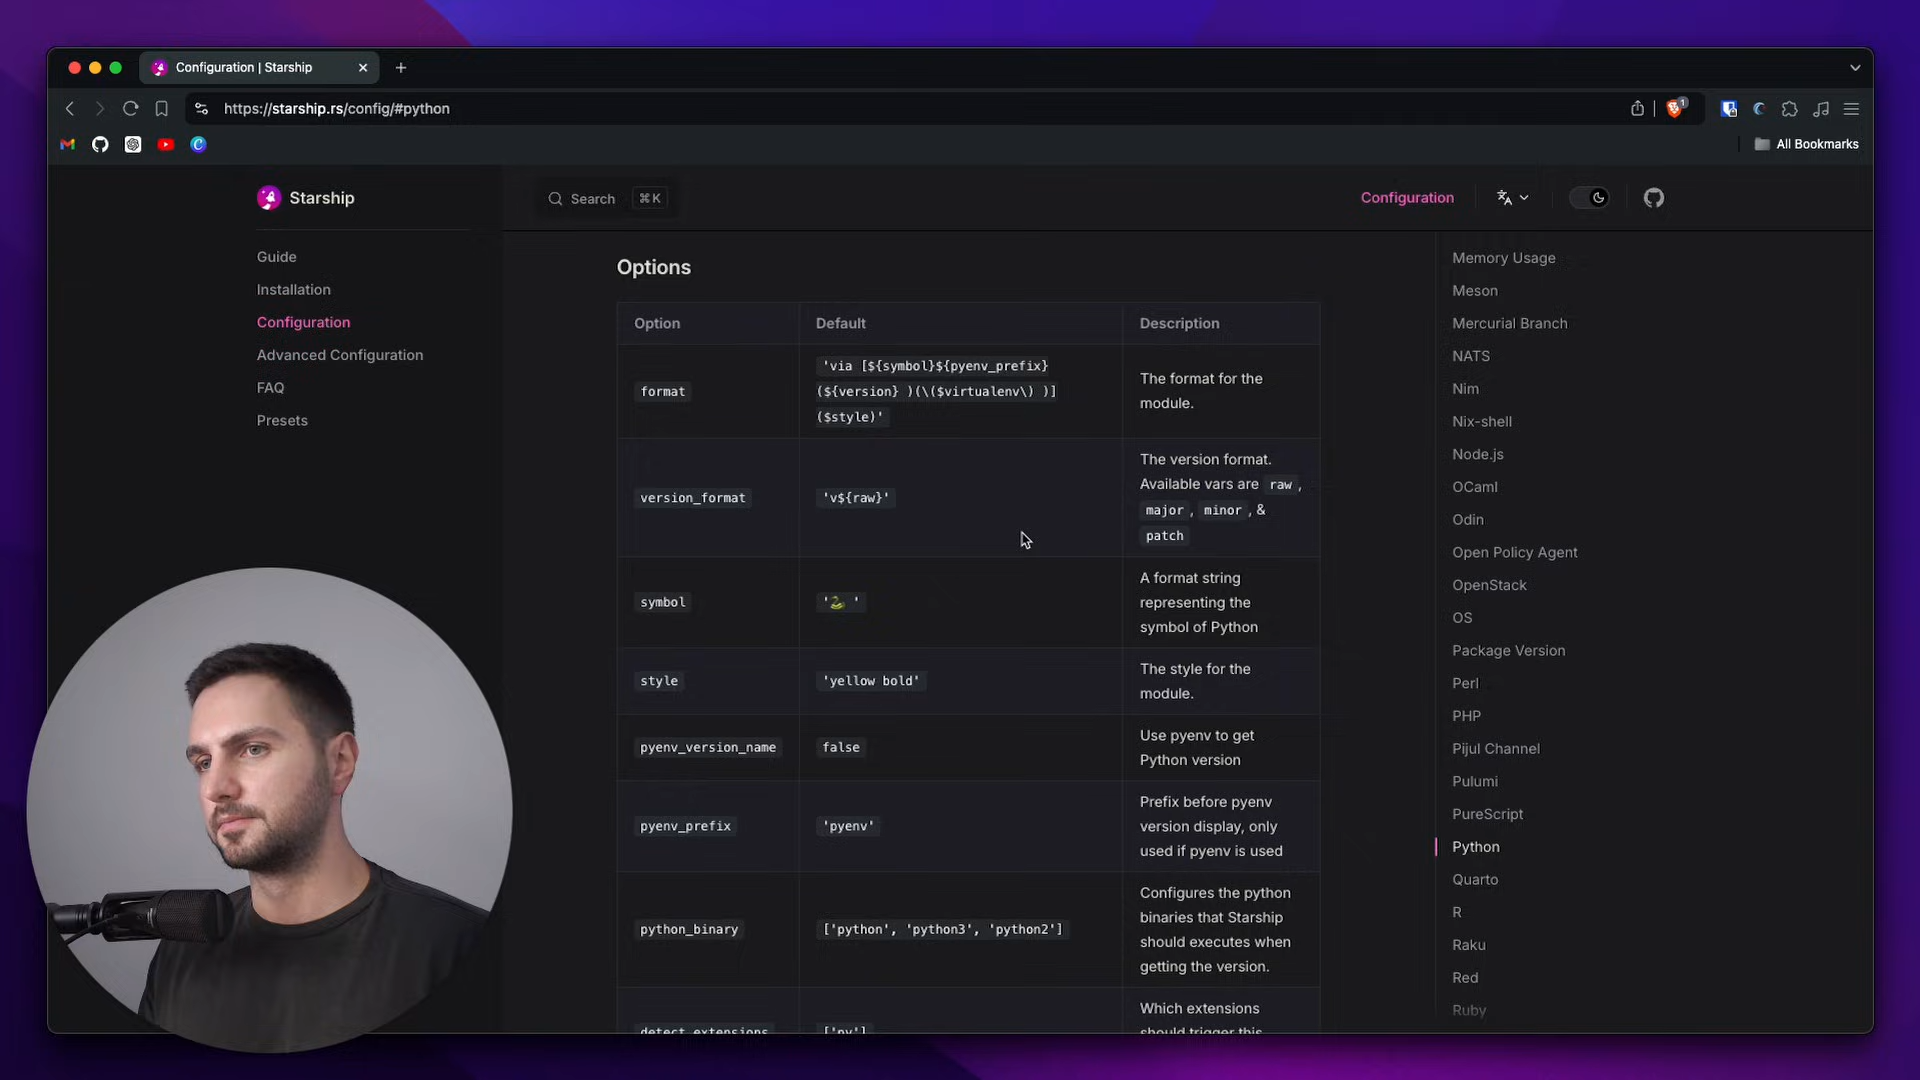 Configuration | Starship
https://starship.rs/config/#python
1
All Bookmarks
Starship
Search ⌘ K
Configuration
Guide
Installation
Configuration
Advanced Configuration
FAQ
Presets
Options
Option Default Description
format
'via [${symbol}${pyenv_prefix}
(${version} )(\($virtualenv\) )]
($style)'
The format for the
module.
version_format
'v${raw}'
The version format.
Available vars are raw ,
major , minor , &
patch
symbol
'🐍 '
A format string
representing the
symbol of Python
style
'yellow bold'
The style for the
module.
pyenv_version_name
false
Use pyenv to get
Python version
pyenv_prefix
'pyenv'
Prefix before pyenv
version display, only
used if pyenv is used
python_binary
['python', 'python3', 'python2']
Configures the python
binaries that Starship
should executes when
getting the version.
detect_extensions
['py']
Which extensions
should trigger this
Memory Usage
Meson
Mercurial Branch
NATS
Nim
Nix-shell
Node.js
OCaml
Odin
Open Policy Agent
OpenStack
OS
Package Version
Perl
PHP
Pijul Channel
Pulumi
PureScript
Python
Quarto
R
Raku
Red
Ruby